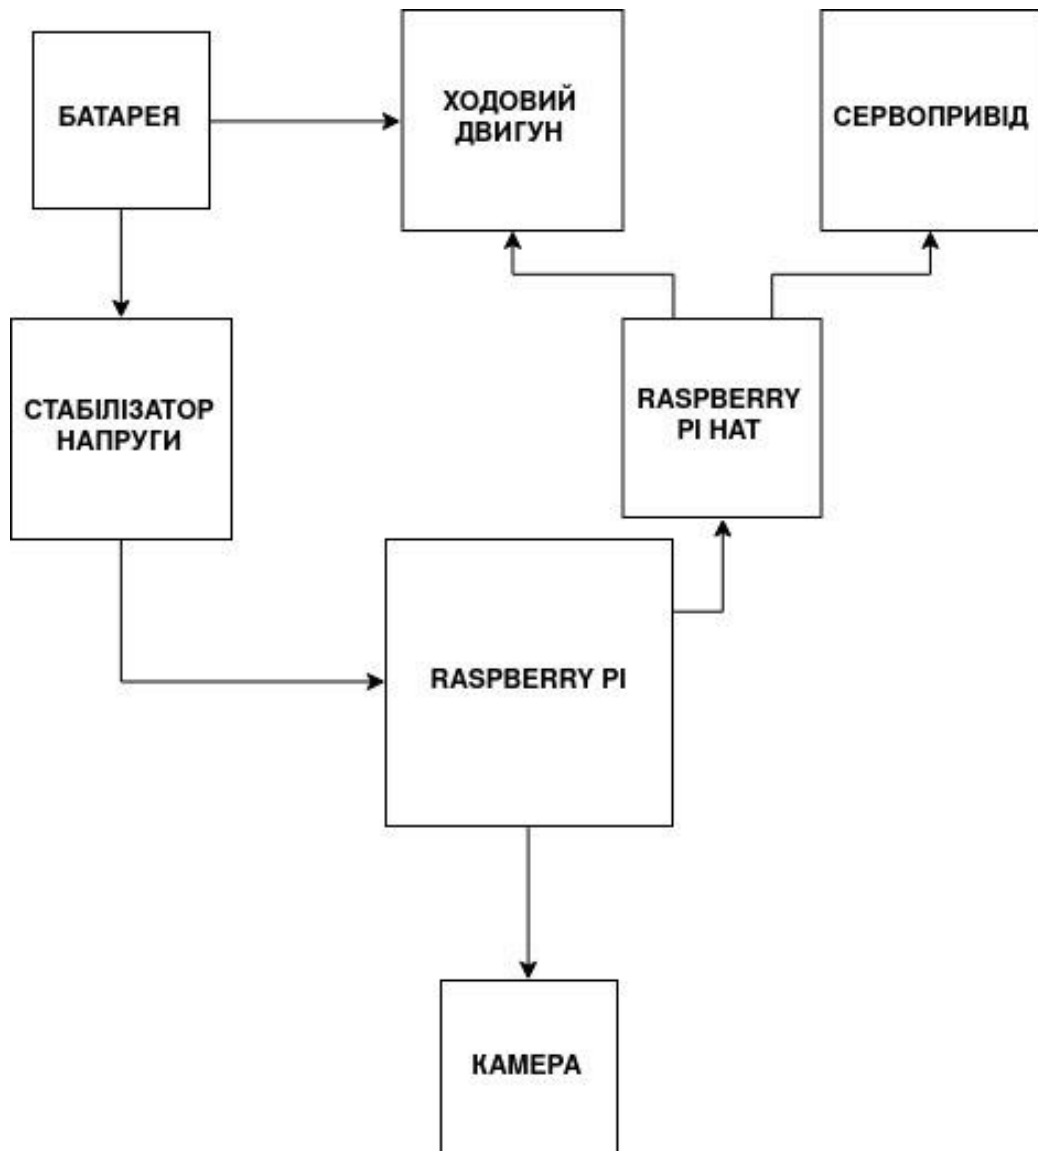 БАТАРЕЯ
ХОДОВИЙ
ДВИГУН
СЕРВОПРИВІД
СТАБІЛІЗАТОР
НАПРУГИ
RASPBERRY
PI HAT
RASPBERRY PI
КАМЕРА